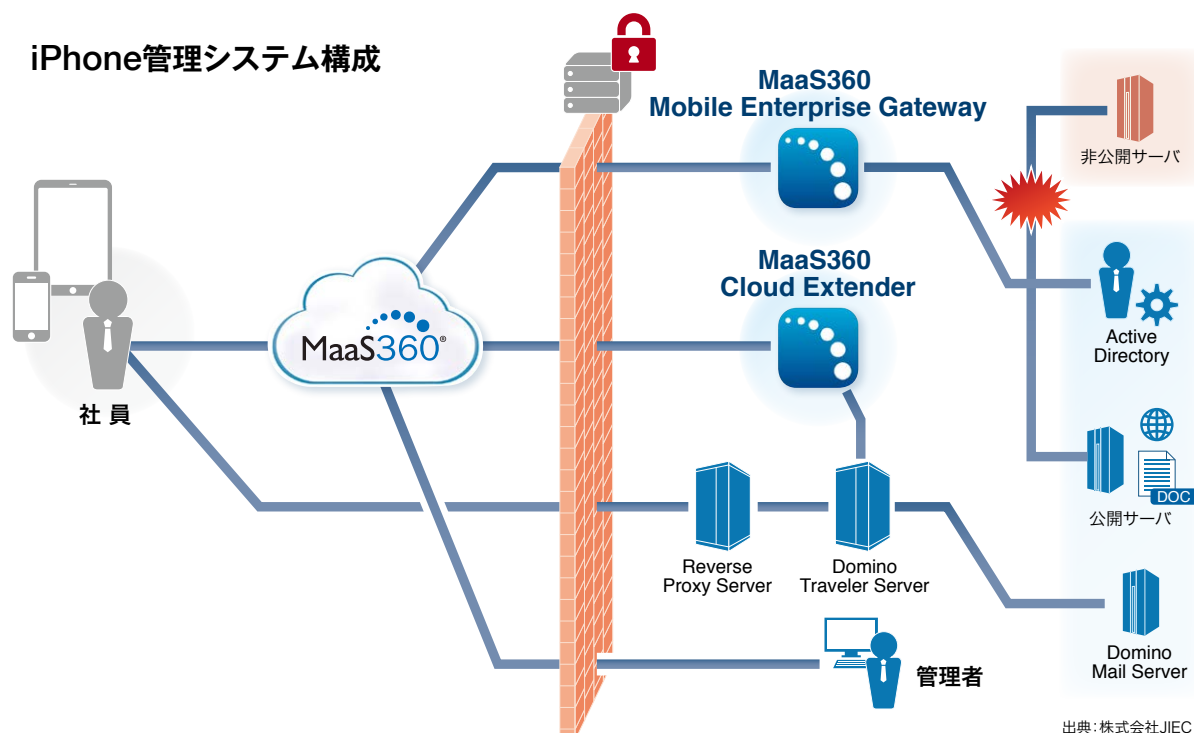 iPhone管理システム構成
MaaS360
Mobile Enterprise Gateway
非公開サーバ
MaaS360
Cloud Extender
MaaS360®
Active
Directory
社 員
DOC
公開サーバ
Reverse
Proxy Server
Domino
Traveler Server
Domino
Mail Server
管理者
出典：株式会社JIEC